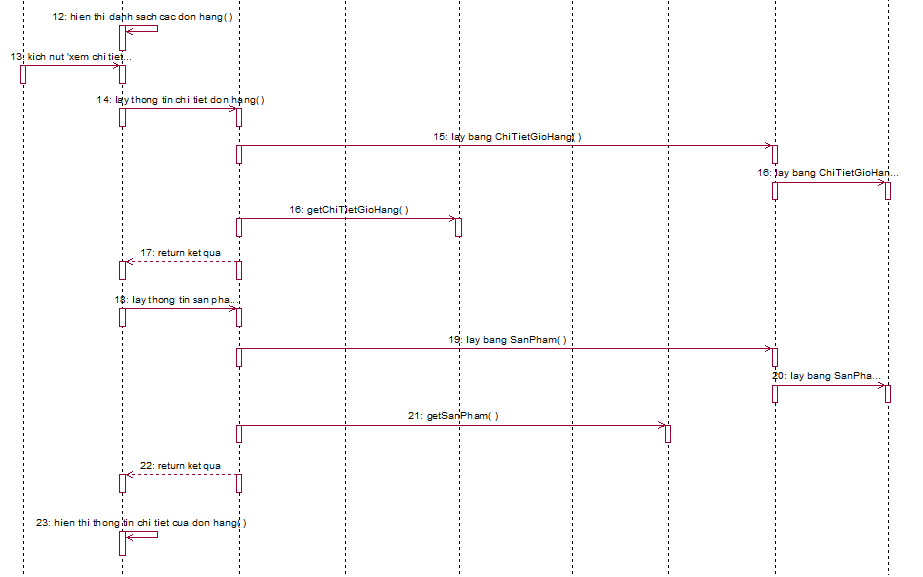 12: hien thi danh sach cac don hang( )
13: kich nut 'xem chi tiet...
14: lay thong tin chi tiet don hang( )
15: lay bang ChiTietGioHang( )
16: lay bang ChiTietGioHan...
16: getChiTietGioHang( )
17: return ket qua
18: lay thong tin san pha...
19: lay bang SanPham( )
20: lay bang SanPha...
21: getSanPham( )
22: return ket qua
23: hien thi thong tin chi tiet cua don hang( )